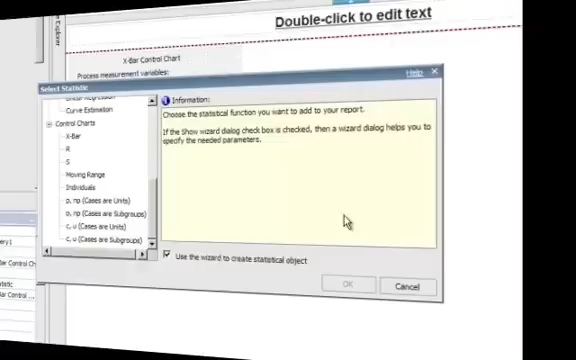 Double-click to edit text
X-Bar Control Chart
Process measurement variables:
Select Statistic
Help
Curve Estimation
Control Charts
X-Bar
R
S
Moving Range
Individuals
p, np (Cases are Units)
p, np (Cases are Subgroups)
c, u (Cases are Units)
c, u (Cases are Subgroups)
Information:
Choose the statistical function you want to add to your report.
If the Show wizard dialog check box is checked, then a wizard dialog helps you to
specify the needed parameters.
Use the wizard to create statistical object
OK
Cancel